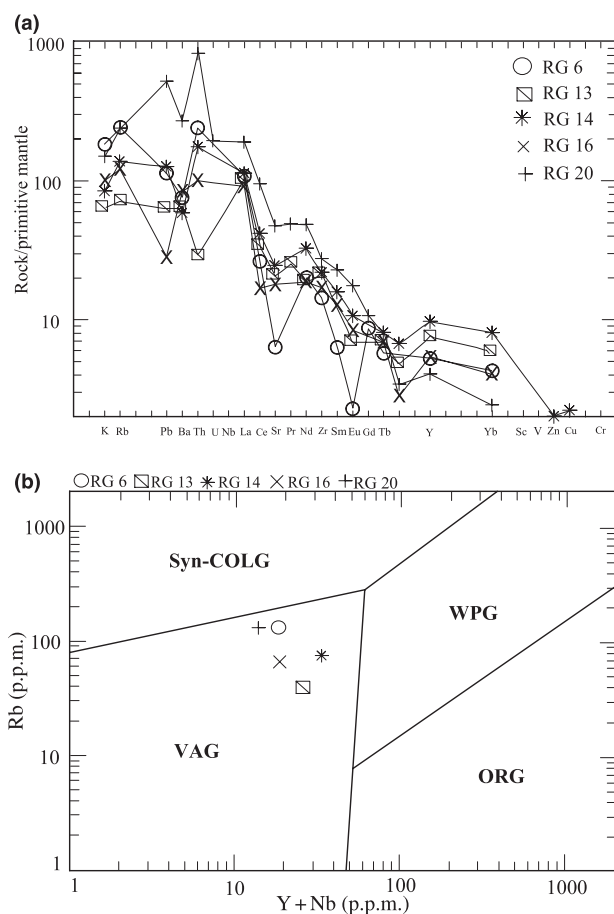 (a)
1000
100
10
Rock/primitive mantle
RG 6
RG 13
RG 14
RG 16
RG 20
K Rb Pb Ba Th U Nb La Ce Sr Pr Nd Zr Sm Eu Gd Tb Y Yb Sc V Zn Cu Cr
(b)
RG 6 RG 13 RG 14 RG 16 RG 20
1000
100
10
1
Rb (p.p.m.)
Syn-COLG
WPG
VAG
ORG
1 10 100 1000
Y + Nb (p.p.m.)